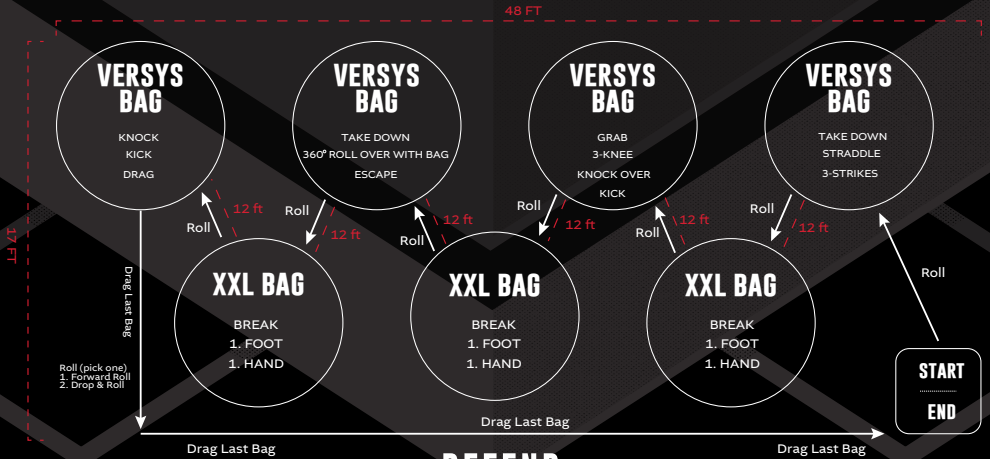 48 FT
VERSYS
BAG
KNOCK
KICK
DRAG
VERSYS
BAG
TAKE DOWN
360° ROLL OVER WITH BAG
ESCAPE
VERSYS
BAG
GRAB
3-KNEE
KNOCK OVER
KICK
VERSYS
BAG
TAKE DOWN
STRADDLE
3-STRIKES
17 FT
Roll
12 ft
Roll
12 ft
Roll
12 ft
Roll
12 ft
Roll
12 ft
Roll
12 ft
Roll
Drag Last Bag
XXL BAG
BREAK
1. FOOT
1. HAND
XXL BAG
BREAK
1. FOOT
1. HAND
XXL BAG
BREAK
1. FOOT
1. HAND
START
END
Roll (pick one)
1. Forward Roll
2. Drop & Roll
Drag Last Bag
Drag Last Bag
Drag Last Bag